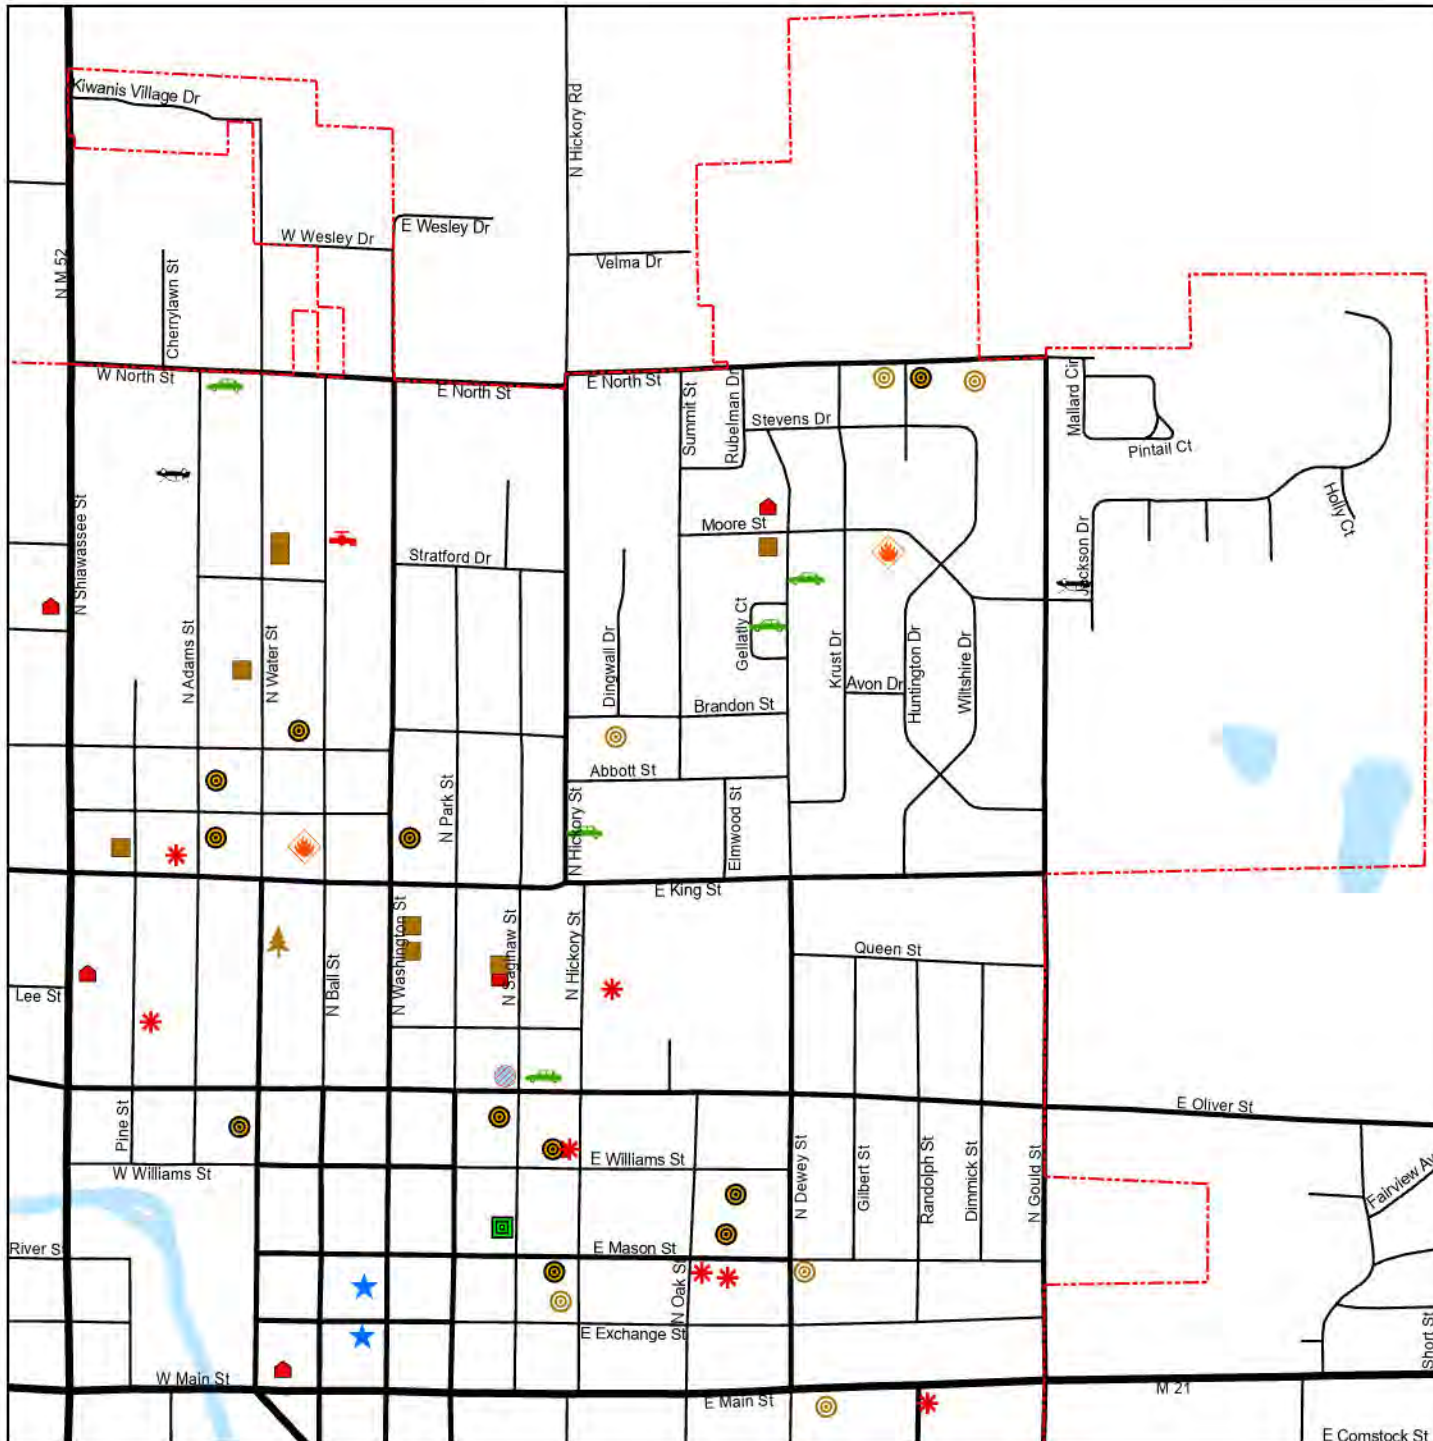 Kiwanis Village Dr
N Hickory Rd
E Wesley Dr
W Wesley Dr
Velma Dr
N M 52
Cherrylawn St
W North St
E North St
E North St
Summit St
Rubelman Dr
Stevens Dr
Mallard Cir
Pintail Ct
Holly Ct
N Shiawassee St
Moore St
Stratford Dr
Jackson Dr
N Adams St
N Water St
Dingwall Dr
Gellatly Ct
Krust Dr
Avon Dr
Huntington Dr
Wiltshire Dr
Brandon St
Abbott St
N Park St
N Hickory St
Elmwood St
E King St
Lee St
N Ball St
N Washington St
N Saginaw St
N Hickory St
Queen St
Pine St
E Oliver St
W Williams St
E Williams St
N Dewey St
Gilbert St
Randolph St
Dimmick St
N Gould St
Fairview Av
River S
E Mason St
N Oak St
E Exchange St
Short St
W Main St
E Main St
M 21
E Comstock St